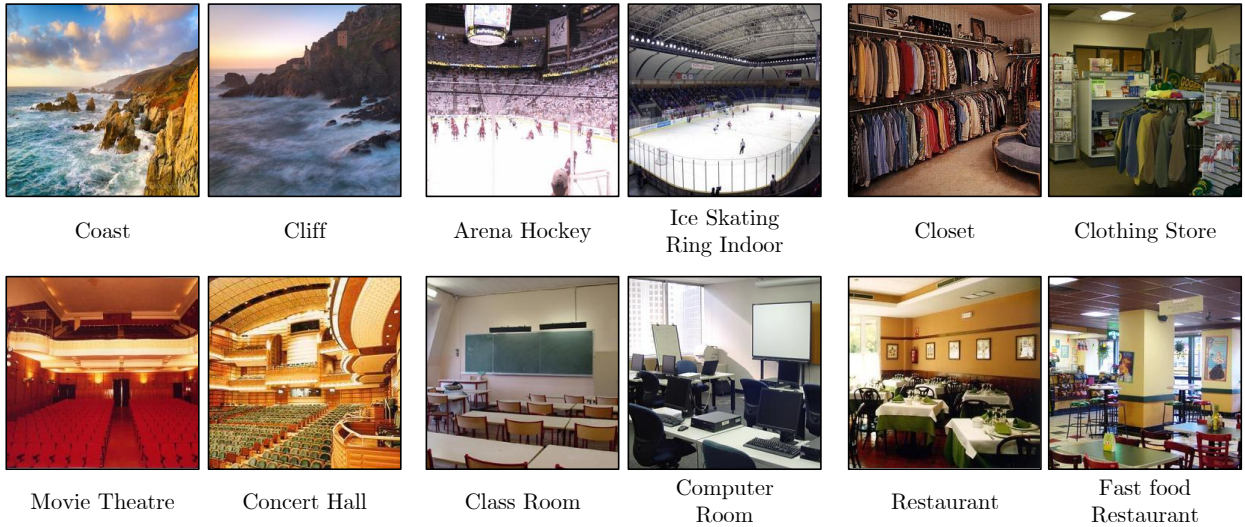 Coast
Cliff
Arena Hockey
Ice Skating
Ring Indoor
Closet
Clothing Store
Movie Theatre
Concert Hall
Class Room
Computer
Room
Restaurant
Fast food
Restaurant